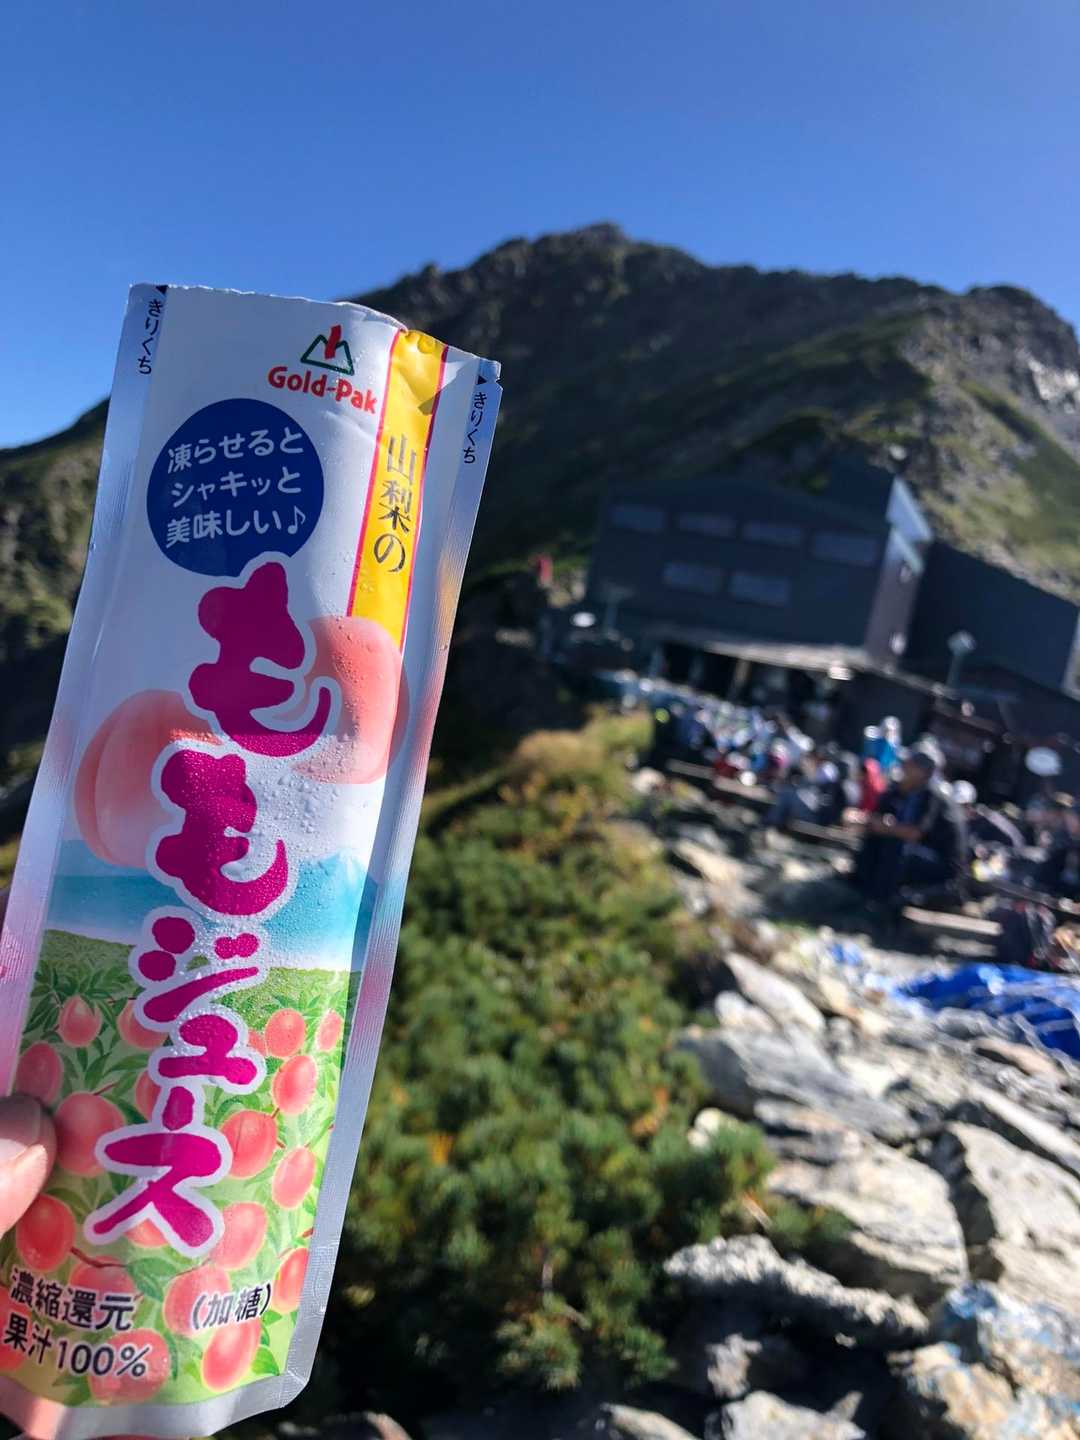 きりくち
Gold-Pak
きりくち
凍らせると
シャキッと
美味しい♪
山梨の
ももジュース
濃縮還元
果汁100%
(加糖)